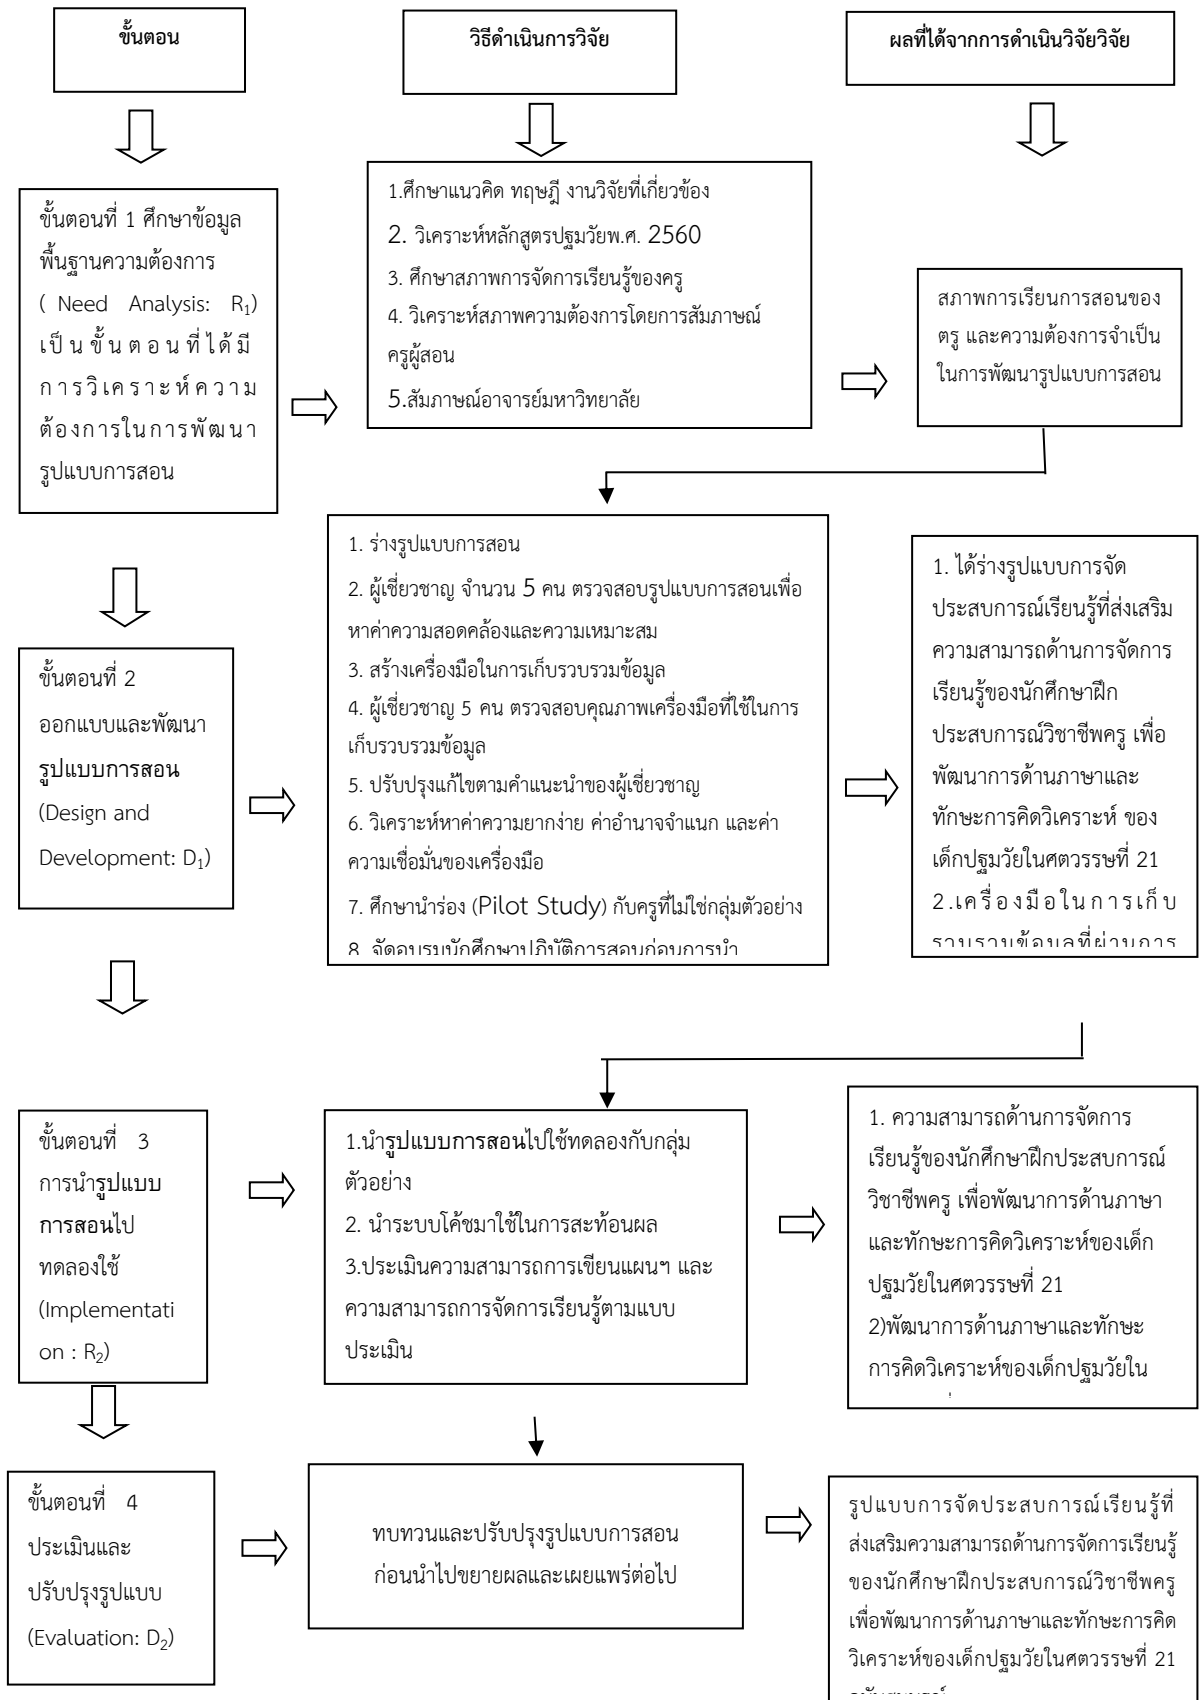 ขั้นตอน
วิธีดำเนินการวิจัย
ผลที่ได้จากการดำเนินวิจัยวิจัย
ขั้นตอนที่ 1 ศึกษาข้อมูล
พื้นฐานความต้องการ
( Need Analysis: R₁)
เป็นขั้นตอนที่ได้มี
การวิเคราะห์ความ
ต้องการในการพัฒนา
รูปแบบการสอน
1.ศึกษาแนวคิด ทฤษฎี งานวิจัยที่เกี่ยวข้อง
2. วิเคราะห์หลักสูตรปฐมวัยพ.ศ. 2560
3. ศึกษาสภาพการจัดการเรียนรู้ของครู
4. วิเคราะห์สภาพความต้องการโดยการสัมภาษณ์
ครูผู้สอน
5.สัมภาษณ์อาจารย์มหาวิทยาลัย
สภาพการเรียนการสอนของ
ตรู และความต้องการจำเป็น
ในการพัฒนารูปแบบการสอน
ขั้นตอนที่ 2
ออกแบบและพัฒนา
รูปแบบการสอน
(Design and
Development: D₁)
1. ร่างรูปแบบการสอน
2. ผู้เชี่ยวชาญ จำนวน 5 คน ตรวจสอบรูปแบบการสอนเพื่อ
หาค่าความสอดคล้องและความเหมาะสม
3. สร้างเครื่องมือในการเก็บรวบรวมข้อมูล
4. ผู้เชี่ยวชาญ 5 คน ตรวจสอบคุณภาพเครื่องมือที่ใช้ในการ
เก็บรวบรวมข้อมูล
5. ปรับปรุงแก้ไขตามคำแนะนำของผู้เชี่ยวชาญ
6. วิเคราะห์หาค่าความยากง่าย ค่าอำนาจจำแนก และค่า
ความเชื่อมั่นของเครื่องมือ
7. ศึกษานำร่อง (Pilot Study) กับครูที่ไม่ใช่กลุ่มตัวอย่าง
8. จัดอบรมนักศึกษาปฏิบัติการสอนก่อนการนำ
1. ได้ร่างรูปแบบการจัด
ประสบการณ์เรียนรู้ที่ส่งเสริม
ความสามารถด้านการจัดการ
เรียนรู้ของนักศึกษาฝึก
ประสบการณ์วิชาชีพครู เพื่อ
พัฒนาการด้านภาษาและ
ทักษะการคิดวิเคราะห์ ของ
เด็กปฐมวัยในศตวรรษที่ 21
2.เครื่องมือในการเก็บ
รวบรวมข้อมูลที่ผ่านการ
ขั้นตอนที่ 3
การนำรูปแบบ
การสอนไป
ทดลองใช้
(Implementati
on : R₂)
1.นำรูปแบบการสอนไปใช้ทดลองกับกลุ่ม
ตัวอย่าง
2. นำระบบโค้ชมาใช้ในการสะท้อนผล
3.ประเมินความสามารถการเขียนแผนฯ และ
ความสามารถการจัดการเรียนรู้ตามแบบ
ประเมิน
1. ความสามารถด้านการจัดการ
เรียนรู้ของนักศึกษาฝึกประสบการณ์
วิชาชีพครู เพื่อพัฒนาการด้านภาษา
และทักษะการคิดวิเคราะห์ของเด็ก
ปฐมวัยในศตวรรษที่ 21
2)พัฒนาการด้านภาษาและทักษะ
การคิดวิเคราะห์ของเด็กปฐมวัยใน
ขั้นตอนที่ 4
ประเมินและ
ปรับปรุงรูปแบบ
(Evaluation: D₂)
ทบทวนและปรับปรุงรูปแบบการสอน
ก่อนนำไปขยายผลและเผยแพร่ต่อไป
รูปแบบการจัดประสบการณ์เรียนรู้ที่
ส่งเสริมความสามารถด้านการจัดการเรียนรู้
ของนักศึกษาฝึกประสบการณ์วิชาชีพครู
เพื่อพัฒนาการด้านภาษาและทักษะการคิด
วิเคราะห์ของเด็กปฐมวัยในศตวรรษที่ 21